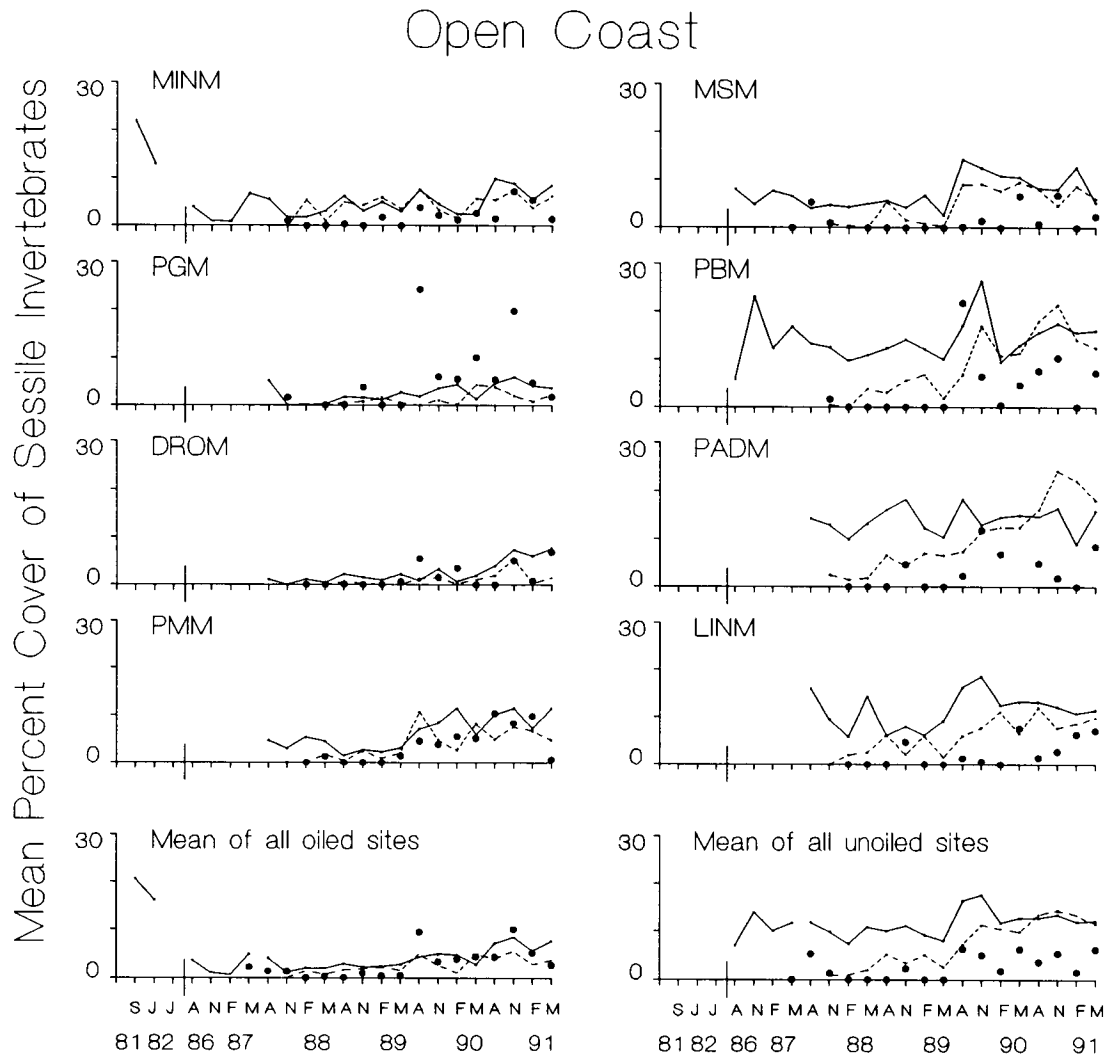 Open Coast
Mean Percent Cover of Sessile Invertebrates
30
MINM
0
30
MSM
0
30
PGM
0
30
PBM
0
30
DROM
0
30
PADM
0
30
PMM
0
30
LINM
0
30
Mean of all oiled sites
0
30
Mean of all unoiled sites
0
S J J A N F M A N F M A N F M A N F M A N F M
81 82 86 87 88 89 90 91
S J J A N F M A N F M A N F M A N F M A N F M
81 82 86 87 88 89 90 91